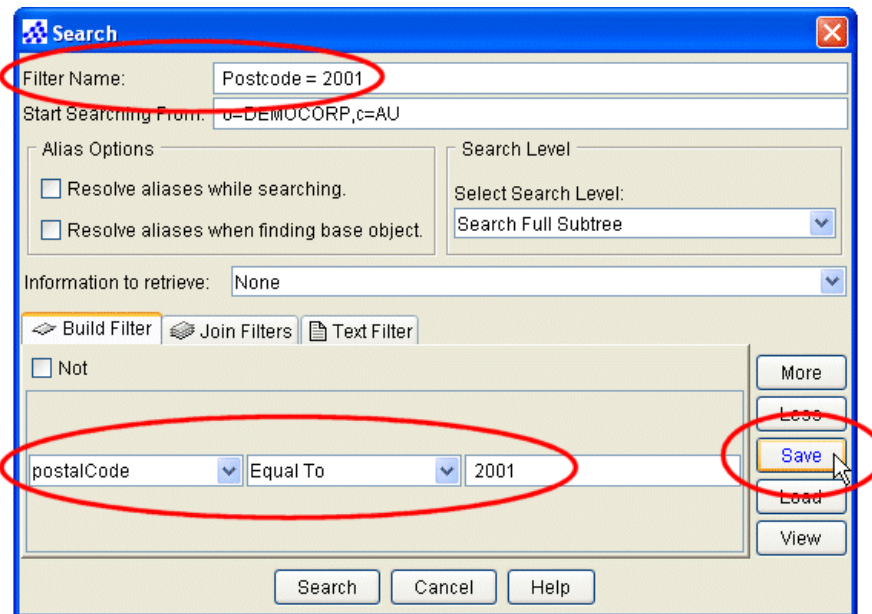 Search
Filter Name: Postcode = 2001
Start Searching From: o=DEMOCORP,c=AU
Alias Options
Resolve aliases while searching.
Resolve aliases when finding base object.
Search Level
Select Search Level:
Search Full Subtree
Information to retrieve: None
Build Filter Join Filters Text Filter
Not
postalCode Equal To 2001
More
Less
Save
Load
View
Search Cancel Help